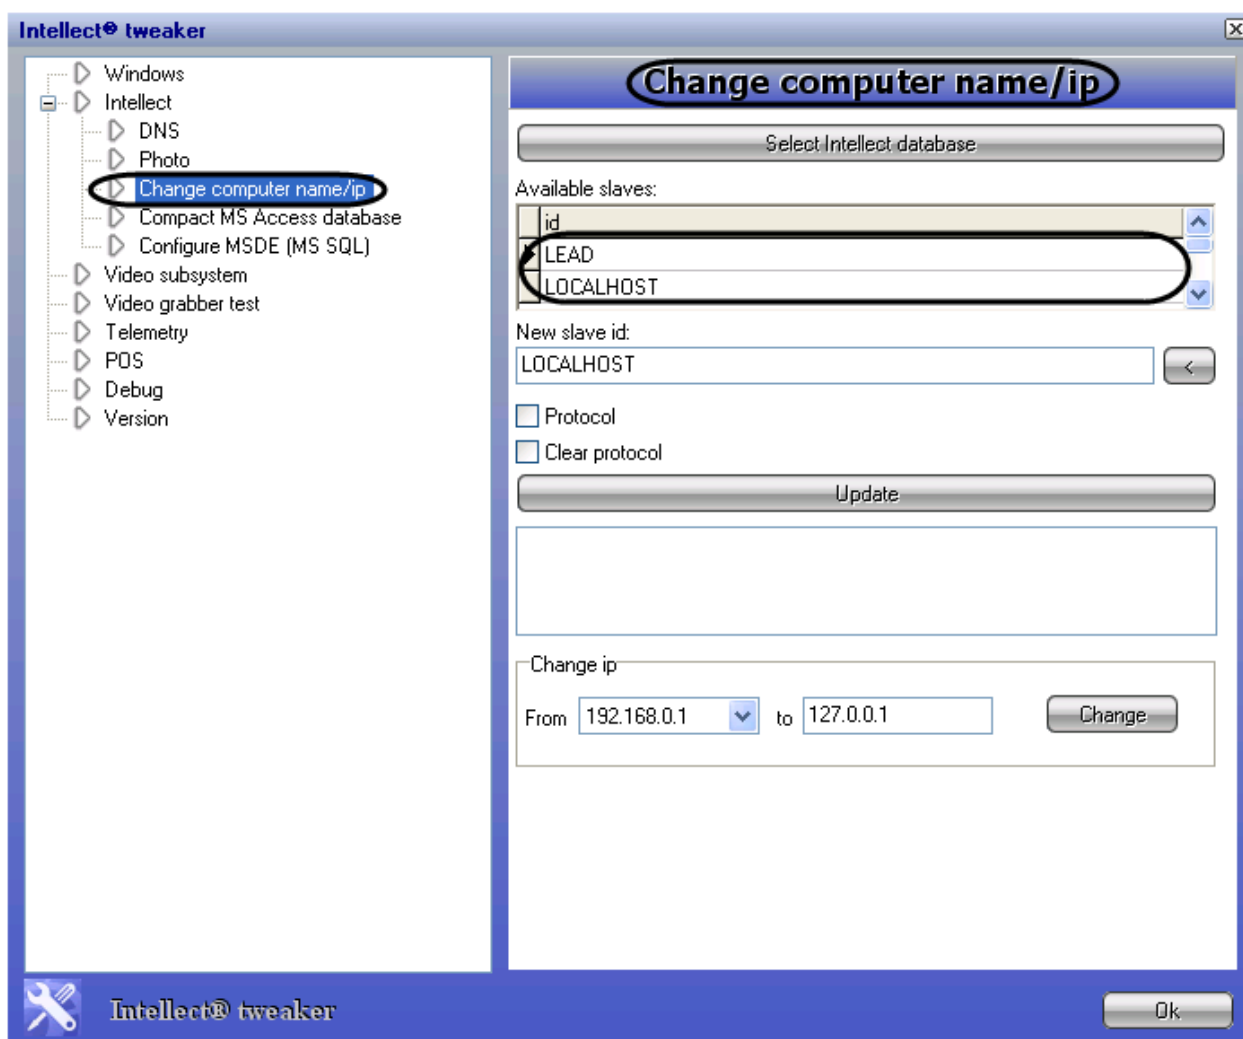 Intellect® tweaker
Windows
Intellect
DNS
Photo
Change computer name/ip
Compact MS Access database
Configure MSDE (MS SQL)
Video subsystem
Video grabber test
Telemetry
POS
Debug
Version
Change computer name/ip
Select Intellect database
Available slaves:
id
LEAD
LOCALHOST
New slave id:
LOCALHOST
<
Protocol
Clear protocol
Update
Change ip
From 192.168.0.1 to 127.0.0.1 Change
Intellect® tweaker
Ok